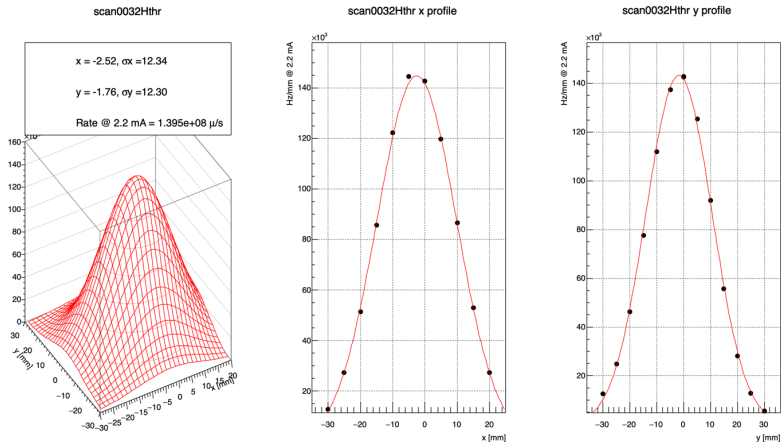 scan0032Hthr
x = -2.52, σx =12.34
y = -1.76, σy =12.30
Rate @ 2.2 mA = 1.395e+08 μ/s
160
140
120
100
80
60
40
20
0
30
20
10
0
−10
−20
−30
y [mm]
−30−25−20−15−10−5 0 5 10 15 20
x [mm]
scan0032Hthr x profile
×10³
Hz/mm @ 2.2 mA
140
120
100
80
60
40
20
−30 −20 −10 0 10 20
x [mm]
scan0032Hthr y profile
×10³
Hz/mm @ 2.2 mA
140
120
100
80
60
40
20
−30 −20 −10 0 10 20 30
y [mm]